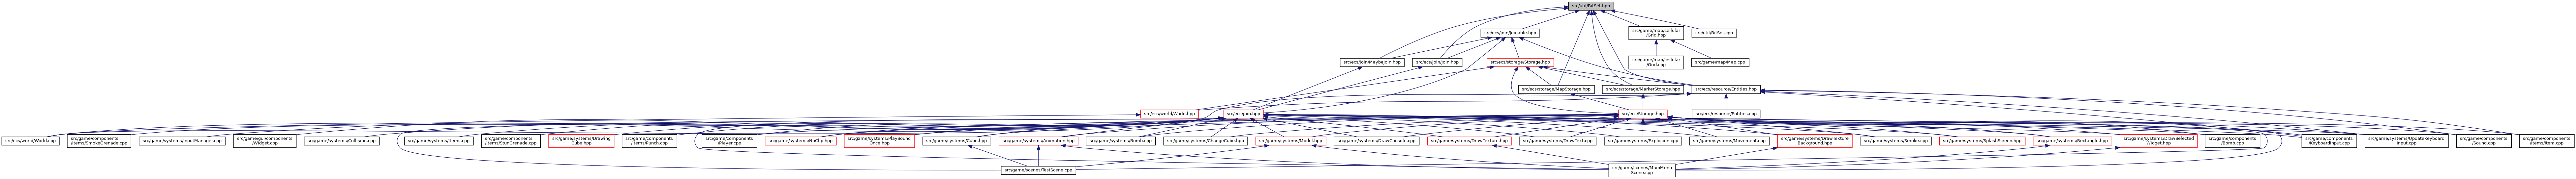 src/util/BitSet.hpp
src/ecs/join/Joinable.hpp
src/game/map/cellular
/Grid.hpp
src/util/BitSet.cpp
src/ecs/join/MaybeJoin.hpp
src/ecs/join/Join.hpp
src/ecs/storage/Storage.hpp
src/game/map/cellular
/Grid.cpp
src/game/map/Map.cpp
src/ecs/storage/MapStorage.hpp
src/ecs/storage/MarkerStorage.hpp
src/ecs/resource/Entities.hpp
src/ecs/world/World.hpp
src/ecs/join.hpp
src/ecs/Storage.hpp
src/ecs/resource/Entities.cpp
src/ecs/world/World.cpp
src/game/components
/items/SmokeGrenade.cpp
src/game/systems/InputManager.cpp
src/game/gui/components
/Widget.cpp
src/game/systems/Collision.cpp
src/game/systems/Items.cpp
src/game/components
/items/StunGrenade.cpp
src/game/systems/Drawing
Cube.hpp
src/game/components
/items/Punch.cpp
src/game/components
/Player.cpp
src/game/systems/NoClip.hpp
src/game/systems/PlaySound
Once.hpp
src/game/systems/Cube.hpp
src/game/systems/Animation.hpp
src/game/systems/Bomb.cpp
src/game/systems/ChangeCube.hpp
src/game/systems/Model.hpp
src/game/systems/DrawConsole.cpp
src/game/systems/DrawTexture.hpp
src/game/systems/DrawText.cpp
src/game/systems/Explosion.cpp
src/game/systems/Movement.cpp
src/game/systems/DrawTexture
Background.hpp
src/game/systems/Smoke.cpp
src/game/systems/SplashScreen.hpp
src/game/systems/Rectangle.hpp
src/game/systems/DrawSelected
Widget.hpp
src/game/components
/Bomb.cpp
src/game/components
/KeyboardInput.cpp
src/game/systems/UpdateKeyboard
Input.cpp
src/game/components
/Sound.cpp
src/game/components
/items/Item.cpp
src/game/scenes/TestScene.cpp
src/game/scenes/MainMenu
Scene.cpp